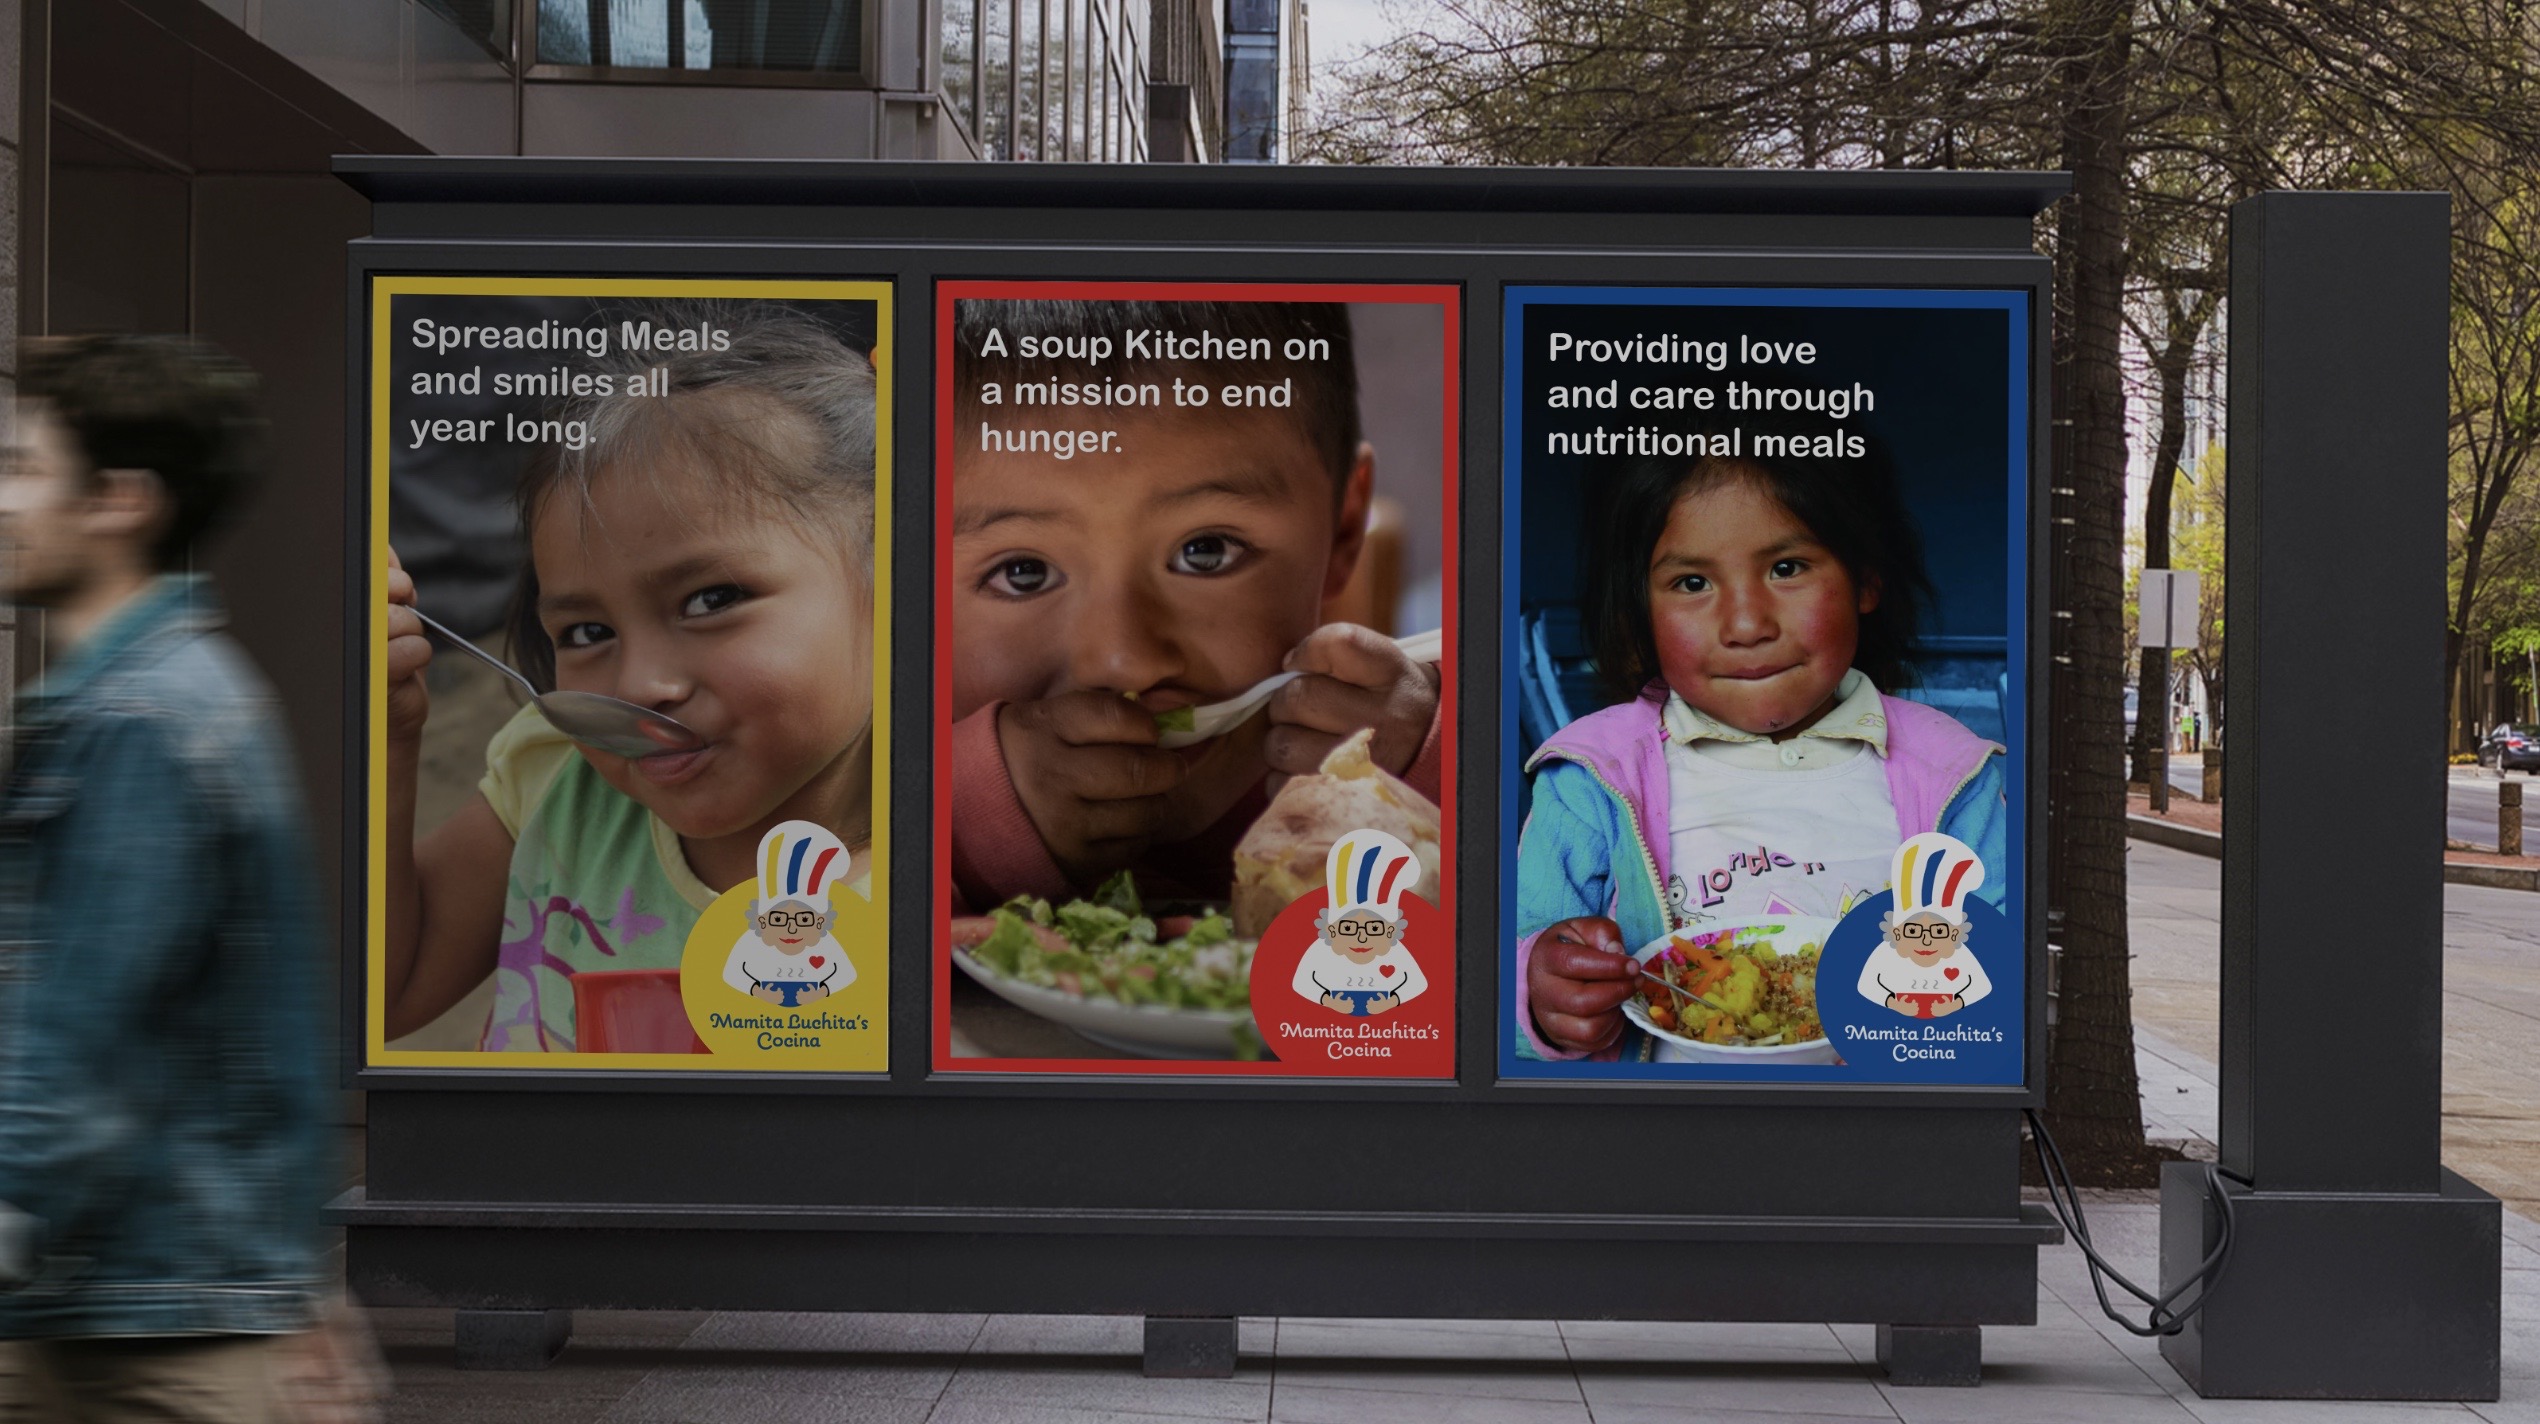 Spreading Meals
and smiles all
year long.
Mamita Luchita's
Cocina
A soup Kitchen on
a mission to end
hunger.
Mamita Luchita's
Cocina
Providing love
and care through
nutritional meals
London
Mamita Luchita's
Cocina